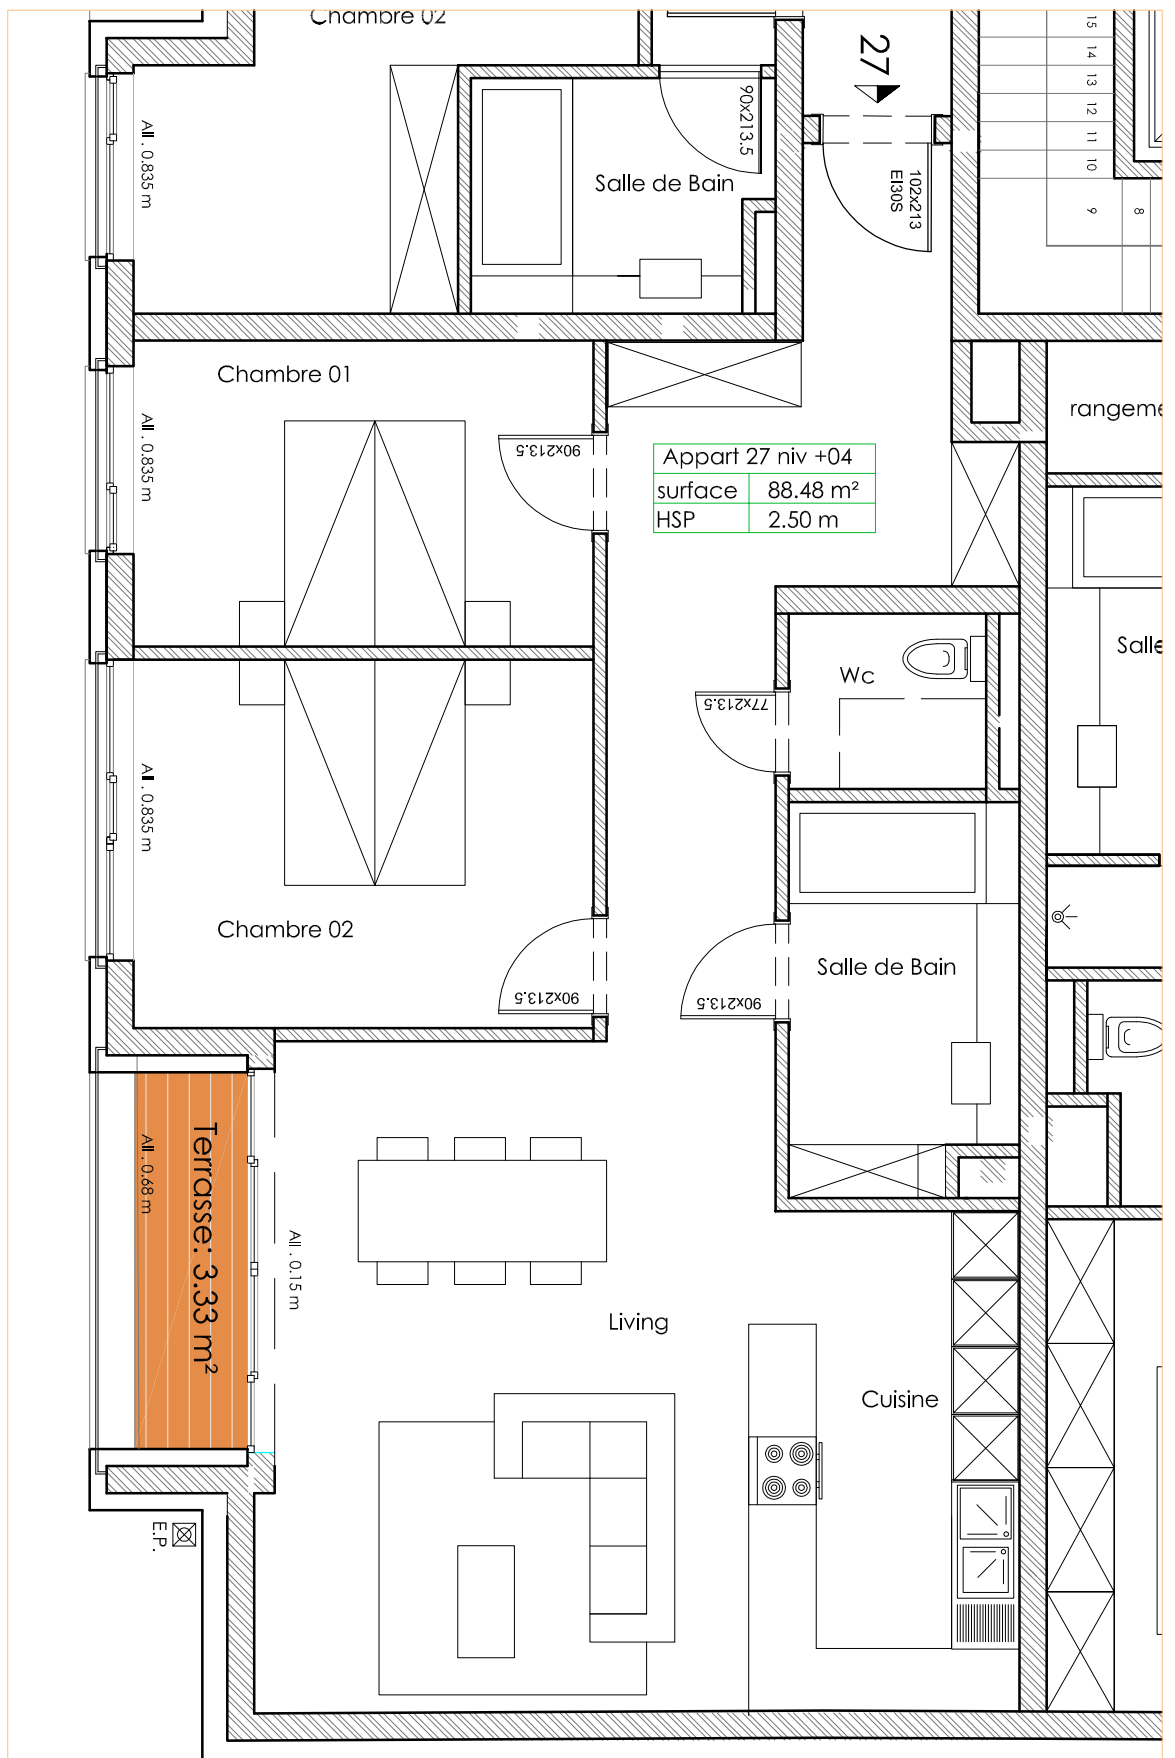 Chambre 02
27
15
14
13
12
11
10
9
8
All . 0.835 m
90x213.5
Salle de Bain
102x213
EI30S
Chambre 01
rangeme
All . 0.835 m
90x213.5
Appart 27 niv +04
surface 88.48 m²
HSP 2.50 m
Salle
Wc
77x213.5
All . 0.835 m
Chambre 02
Salle de Bain
90x213.5
90x213.5
Terrasse: 3.33 m²
All . 0.68 m
All . 0.15 m
Living
Cuisine
E.P.